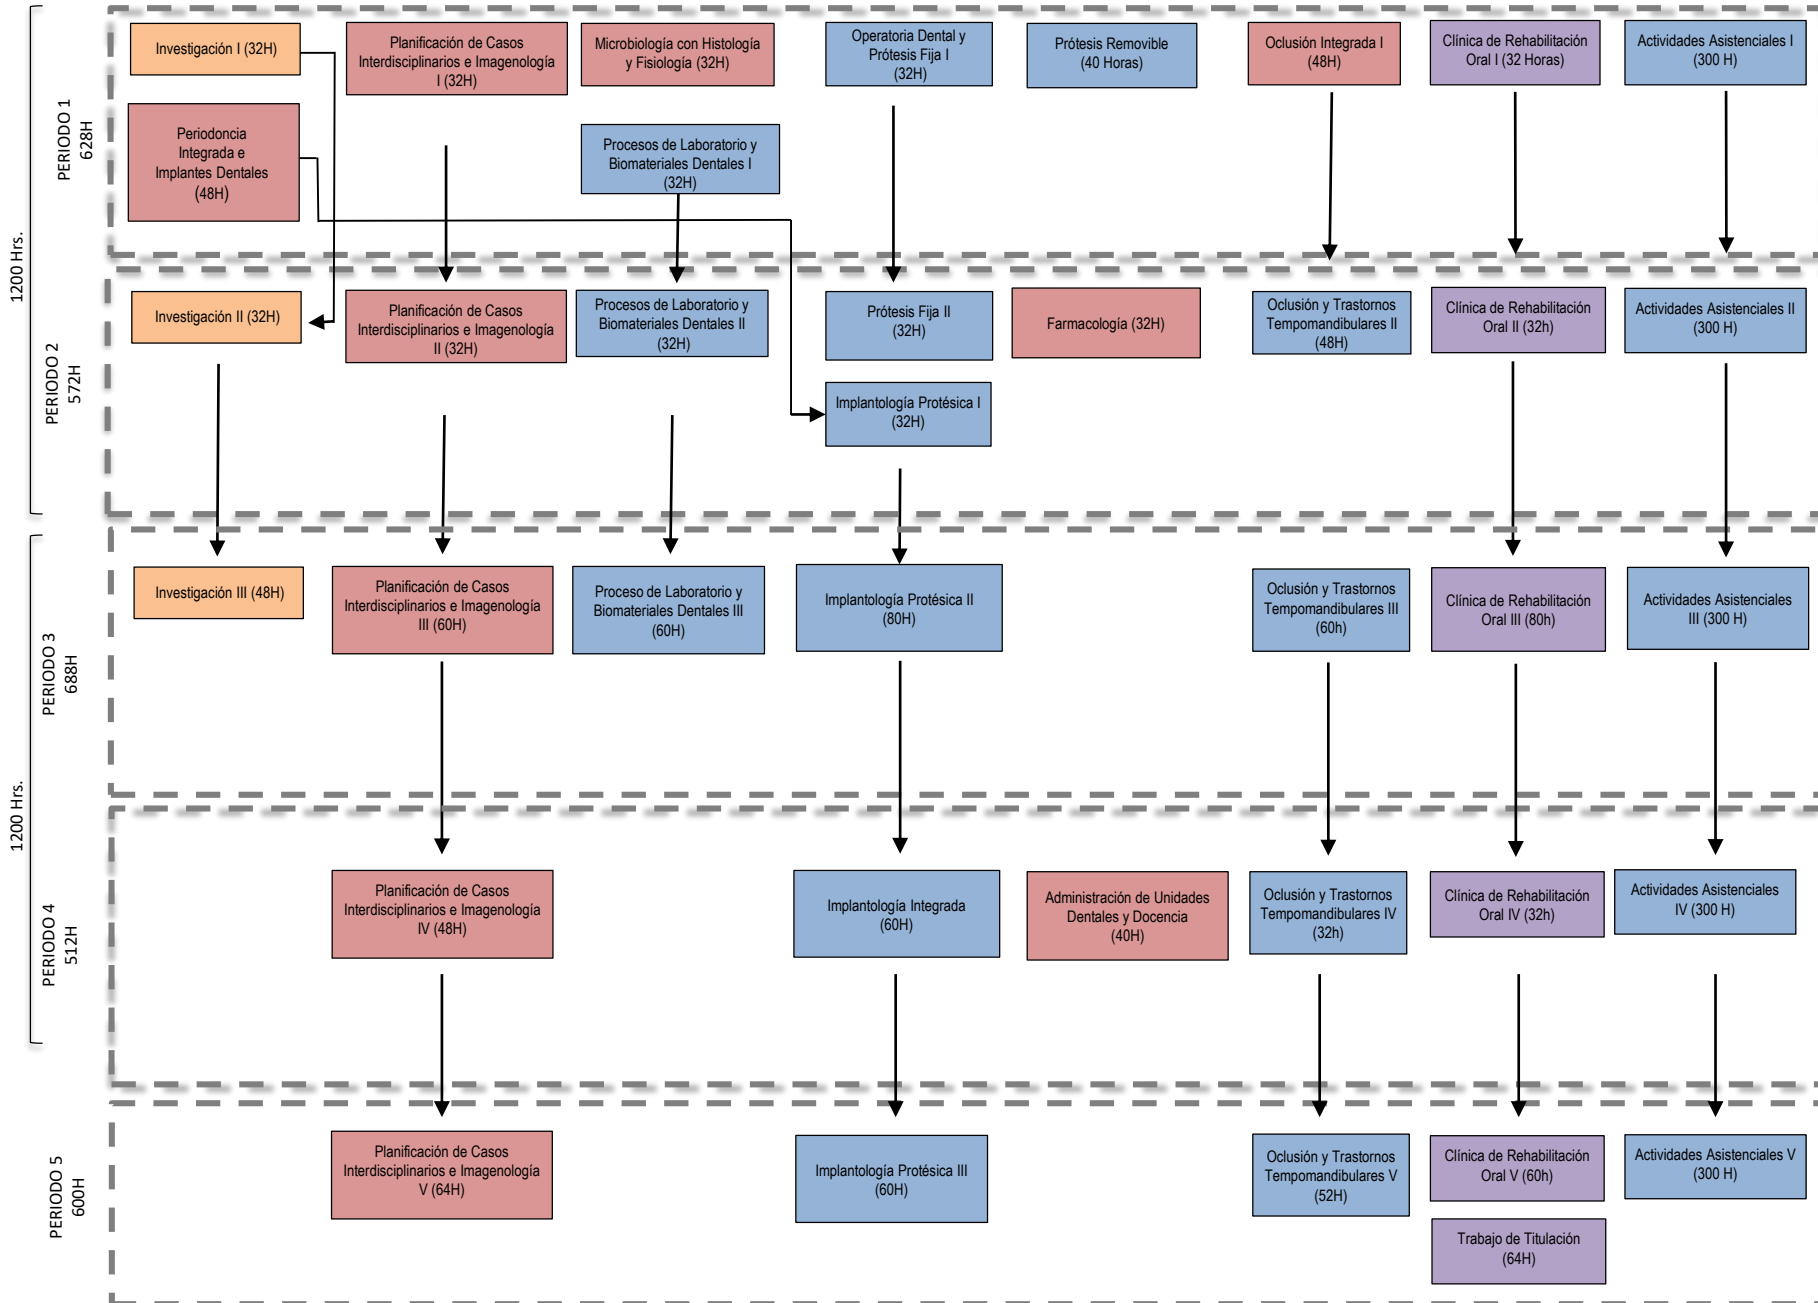 1200 Hrs.
PERIODO 1
628H
Investigación I (32H)
Planificación de Casos
Interdisciplinarios e Imagenología
I (32H)
Microbiología con Histología
y Fisiología (32H)
Operatoria Dental y
Prótesis Fija I
(32H)
Prótesis Removible
(40 Horas)
Oclusión Integrada I
(48H)
Clínica de Rehabilitación
Oral I (32 Horas)
Actividades Asistenciales I
(300 H)
Periodoncia
Integrada e
Implantes Dentales
(48H)
Procesos de Laboratorio y
Biomateriales Dentales I
(32H)
PERIODO 2
572H
Investigación II (32H)
Planificación de Casos
Interdisciplinarios e Imagenología
II (32H)
Procesos de Laboratorio y
Biomateriales Dentales II
(32H)
Prótesis Fija II
(32H)
Farmacología (32H)
Oclusión y Trastornos
Tempomandibulares II
(48H)
Clínica de Rehabilitación
Oral II (32h)
Actividades Asistenciales II
(300 H)
Implantología Protésica I
(32H)
1200 Hrs.
PERIODO 3
688H
Investigación III (48H)
Planificación de Casos
Interdisciplinarios e Imagenología
III (60H)
Proceso de Laboratorio y
Biomateriales Dentales III
(60H)
Implantología Protésica II
(80H)
Oclusión y Trastornos
Tempomandibulares III
(60h)
Clínica de Rehabilitación
Oral III (80h)
Actividades Asistenciales
III (300 H)
PERIODO 4
512H
Planificación de Casos
Interdisciplinarios e Imagenología
IV (48H)
Implantología Integrada
(60H)
Administración de Unidades
Dentales y Docencia
(40H)
Oclusión y Trastornos
Tempomandibulares IV
(32h)
Clínica de Rehabilitación
Oral IV (32h)
Actividades Asistenciales
IV (300 H)
PERIODO 5
600H
Planificación de Casos
Interdisciplinarios e Imagenología
V (64H)
Implantología Protésica III
(60H)
Oclusión y Trastornos
Tempomandibulares V
(52H)
Clínica de Rehabilitación
Oral V (60h)
Actividades Asistenciales V
(300 H)
Trabajo de Titulación
(64H)